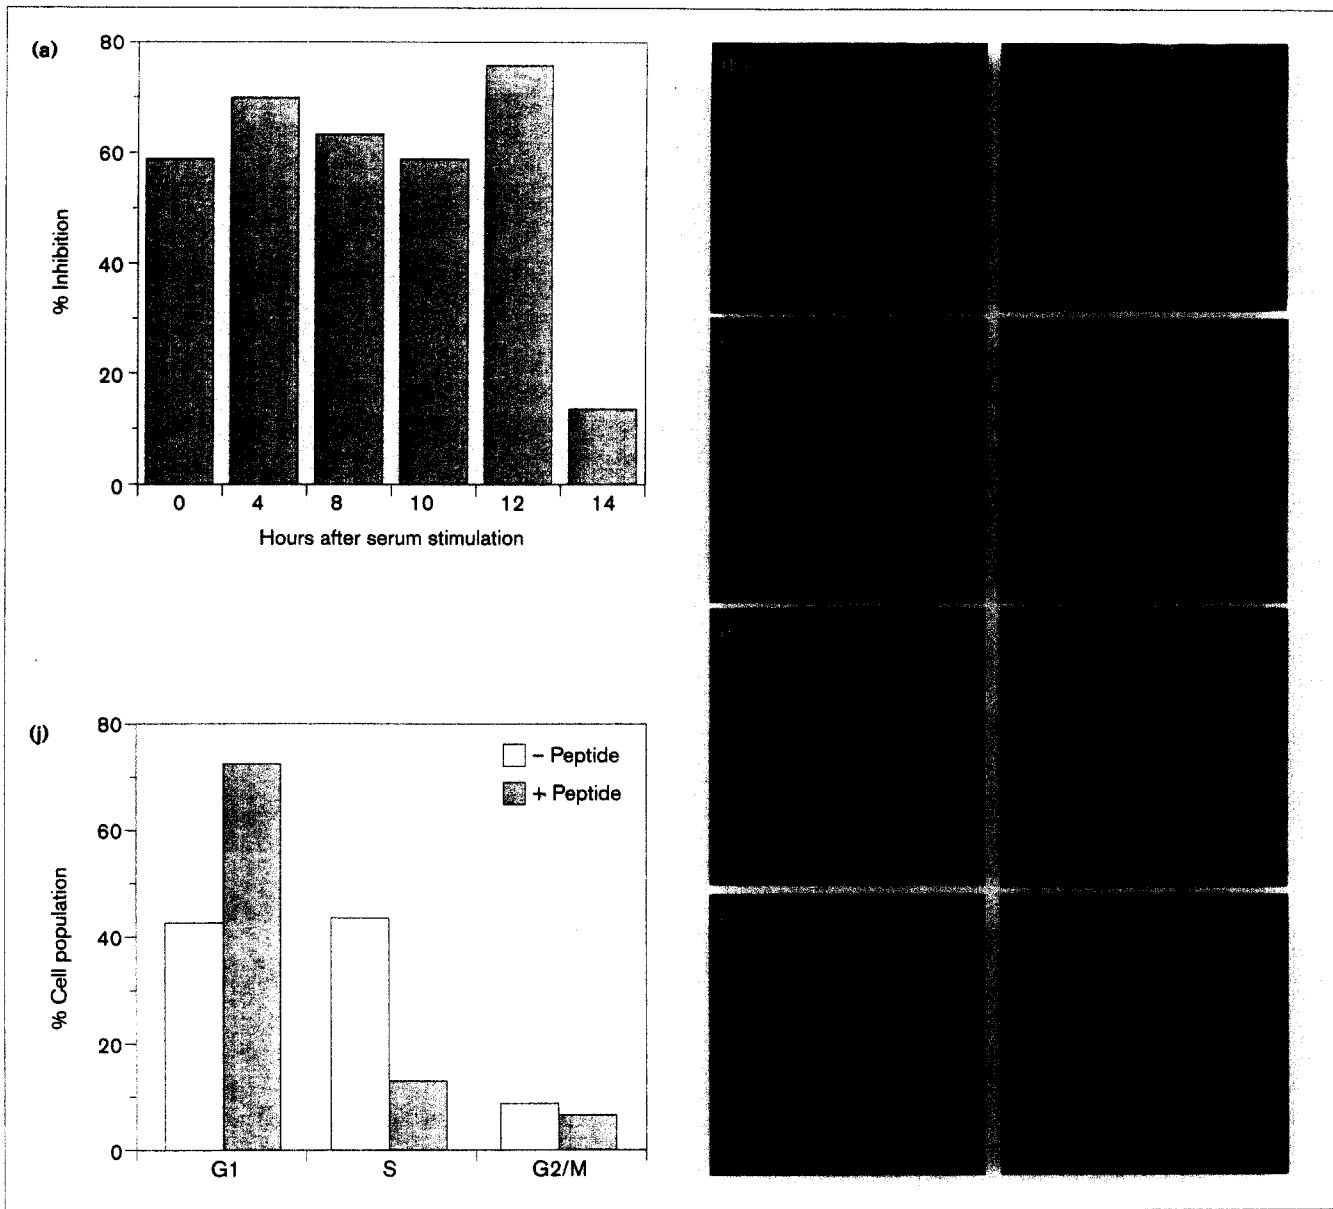 (a)
80
60
40
20
0
% Inhibition
0 4 8 10 12 14
Hours after serum stimulation
(j)
80
60
40
20
0
% Cell population
– Peptide
+ Peptide
G1 S G2/M